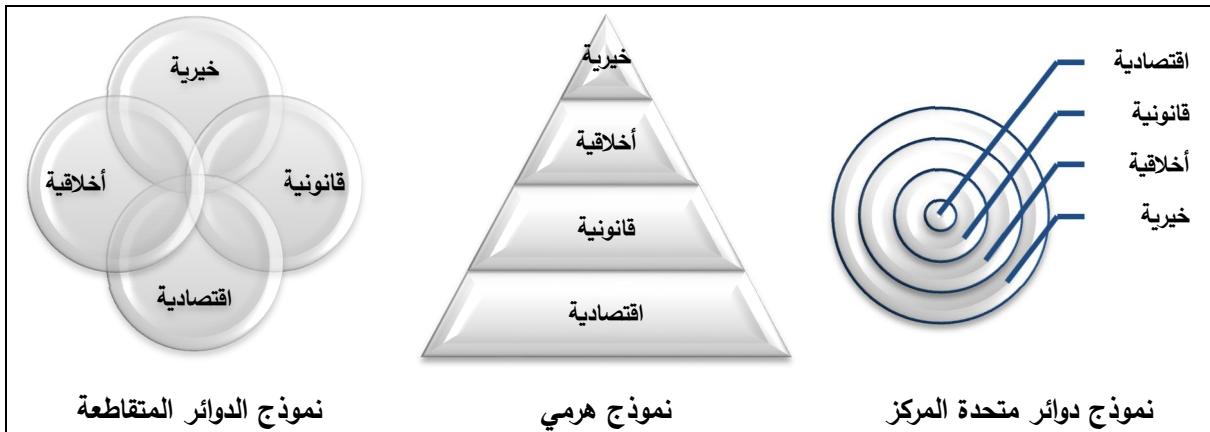 اقتصادية
قانونية
أخلاقية
خيرية
نموذج دوائر متحدة المركز
خيرية
أخلاقية
قانونية
اقتصادية
نموذج هرمي
خيرية
قانونية
أخلاقية
اقتصادية
نموذج الدوائر المتقاطعة